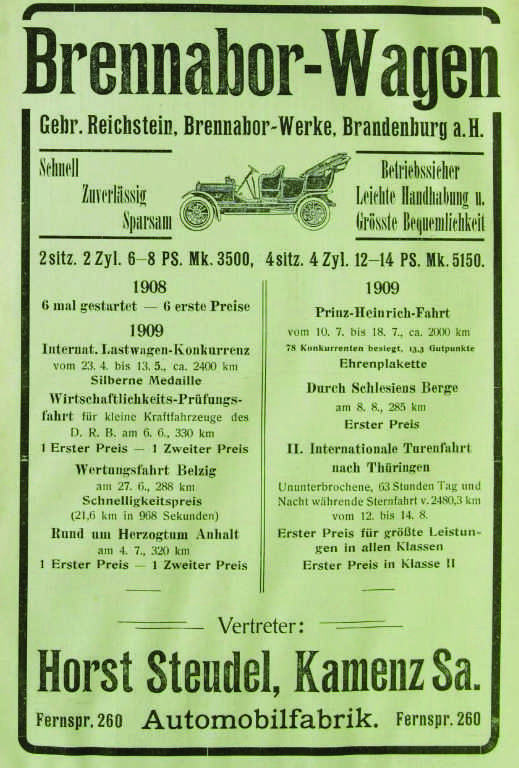 Brennabor-Wagen
Gebr. Reichstein, Brennabor-Werke, Brandenburg a. H.
Schnell
Zuverlässig
Sparsam
Betriebssicher
Leichte Handhabung u.
Grösste Bequemlichkeit
2sitz. 2 Zyl. 6–8 PS. Mk. 3500, 4sitz. 4 Zyl. 12–14 PS. Mk. 5150.
1908
6 mal gestartet — 6 erste Preise
1909
Internat. Lastwagen-Konkurrenz
vom 23. 4. bis 13. 5., ca. 2400 km
Silberne Medaille
Wirtschaftlichkeits-Prüfungs-
fahrt für kleine Kraftfahrzeuge des
D. R. B. am 6. 6., 330 km
1 Erster Preis — 1 Zweiter Preis
Wertungsfahrt Belzig
am 27. 6., 288 km
Schnelligkeitspreis
(21,6 km in 968 Sekunden)
Rund um Herzogtum Anhalt
am 4. 7., 320 km
1 Erster Preis — 1 Zweiter Preis
1909
Prinz-Heinrich-Fahrt
vom 10. 7. bis 18. 7., ca. 2000 km
78 Konkurrenten besiegt, 13,3 Gutpunkte
Ehrenplakette
Durch Schlesiens Berge
am 8. 8., 285 km
Erster Preis
II. Internationale Turenfahrt
nach Thüringen
Ununterbrochene, 63 Stunden Tag und
Nacht währende Sternfahrt v. 2480,3 km
vom 12. bis 14. 8.
Erster Preis für größte Leistun-
gen in allen Klassen
Erster Preis in Klasse II
Vertreter:
Horst Steudel, Kamenz Sa.
Fernspr. 260 Automobilfabrik. Fernspr. 260